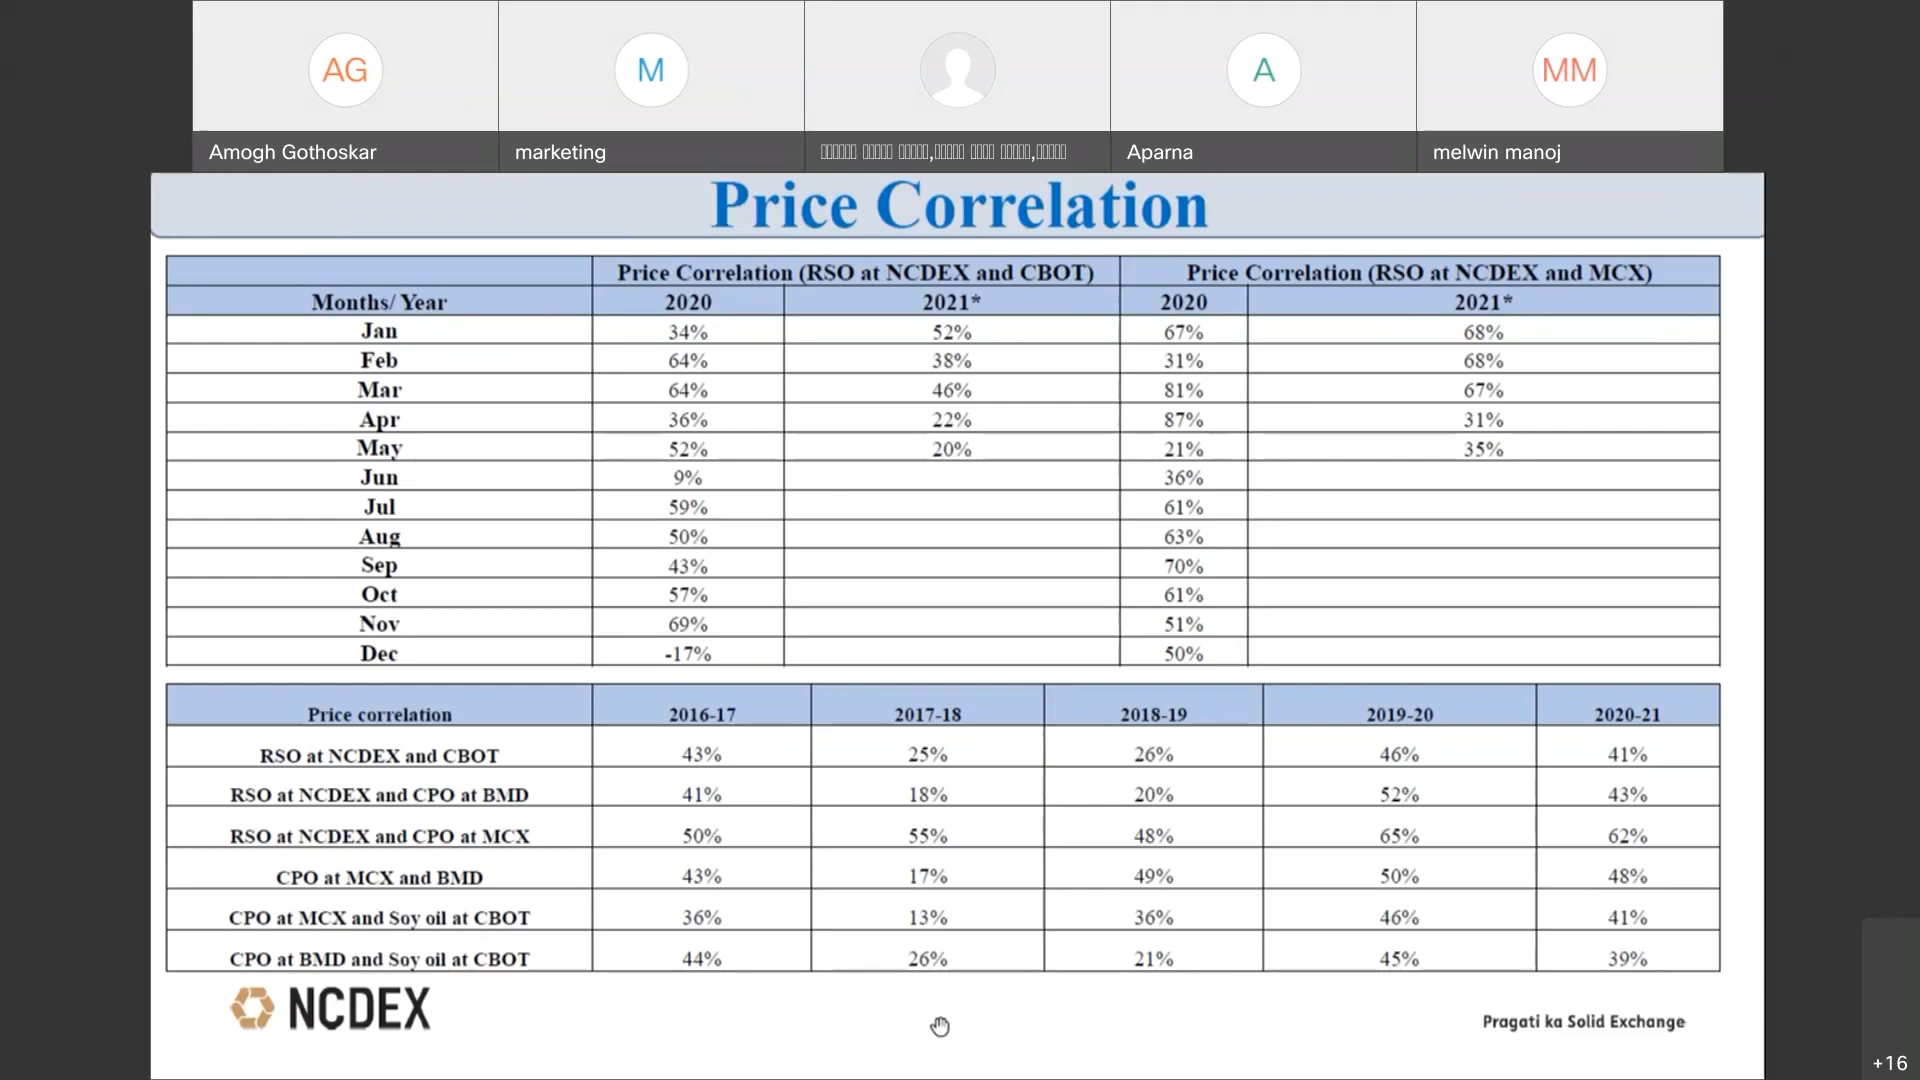 AG
M
A
MM
Amogh Gothoskar
marketing
Aparna
melwin manoj
Price Correlation
Price Correlation (RSO at NCDEX and CBOT) Price Correlation (RSO at NCDEX and MCX)
Months/ Year 2020 2021* 2020 2021*
Jan 34% 52% 67% 68%
Feb 64% 38% 31% 68%
Mar 64% 46% 81% 67%
Apr 36% 22% 87% 31%
May 52% 20% 21% 35%
Jun 9% 36%
Jul 59% 61%
Aug 50% 63%
Sep 43% 70%
Oct 57% 61%
Nov 69% 51%
Dec -17% 50%
Price correlation 2016-17 2017-18 2018-19 2019-20 2020-21
RSO at NCDEX and CBOT 43% 25% 26% 46% 41%
RSO at NCDEX and CPO at BMD 41% 18% 20% 52% 43%
RSO at NCDEX and CPO at MCX 50% 55% 48% 65% 62%
CPO at MCX and BMD 43% 17% 49% 50% 48%
CPO at MCX and Soy oil at CBOT 36% 13% 36% 46% 41%
CPO at BMD and Soy oil at CBOT 44% 26% 21% 45% 39%
NCDEX
Pragati ka Solid Exchange
+16